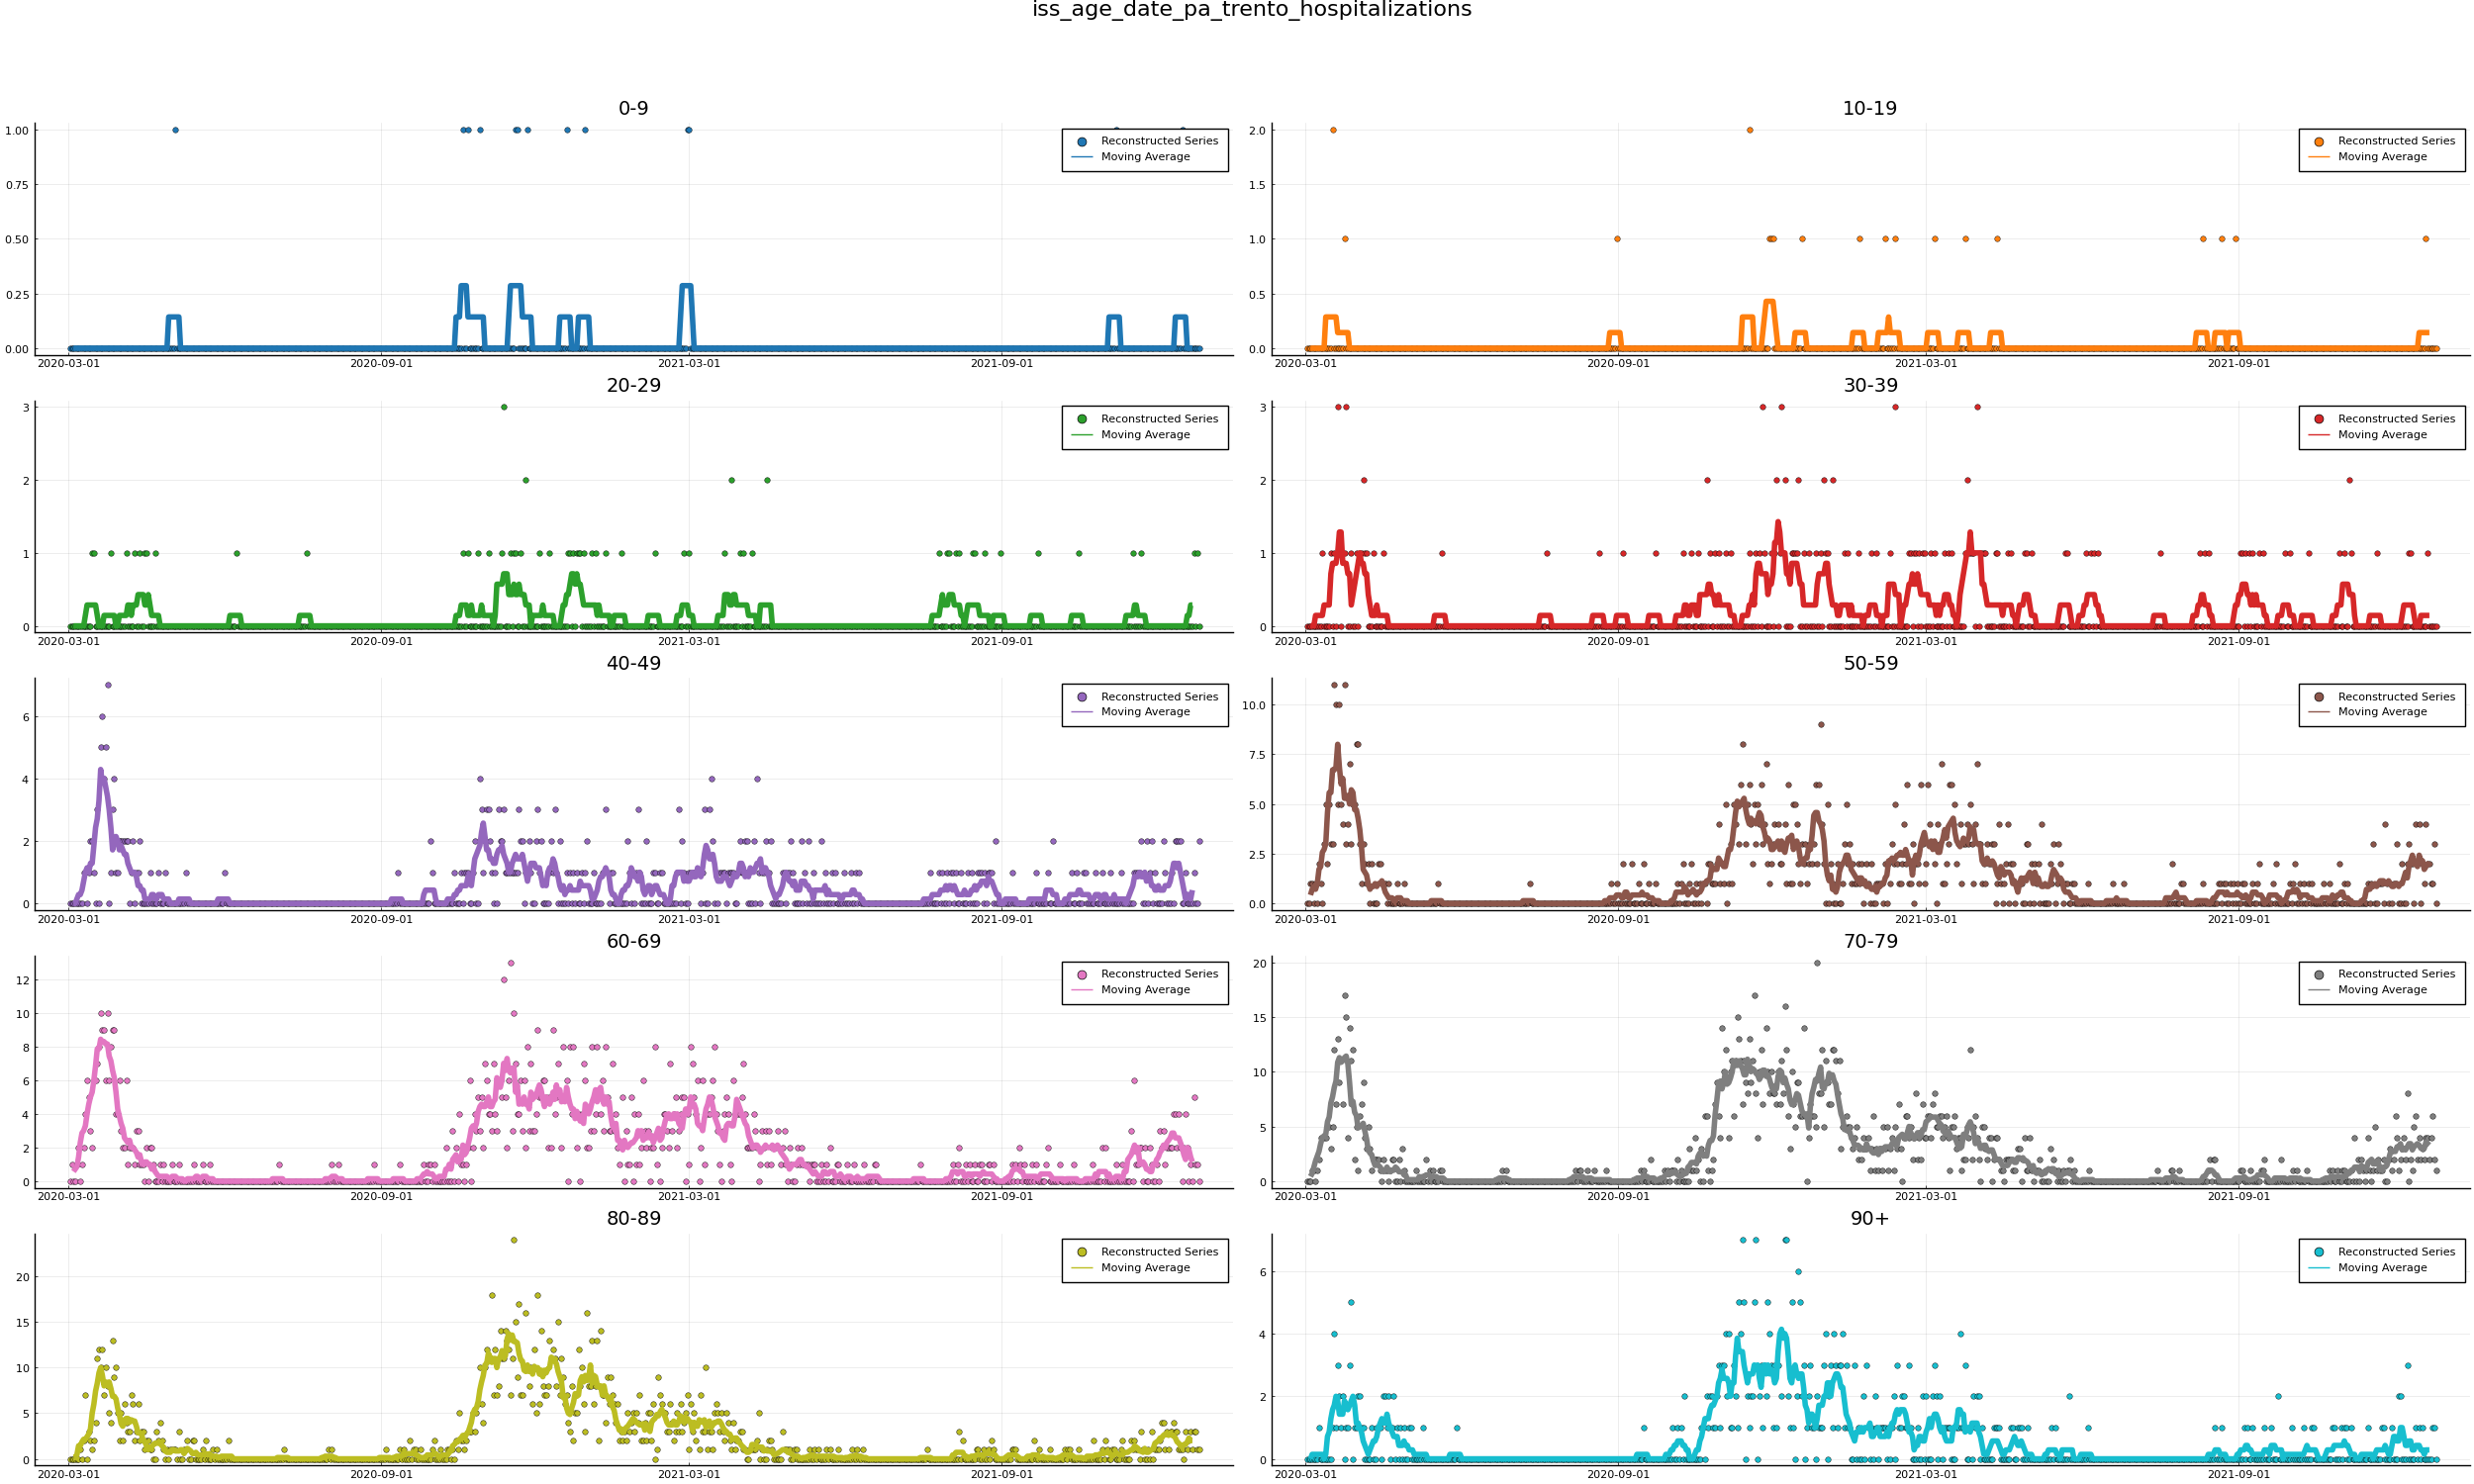 iss_age_date_pa_trento_hospitalizations
0-9
1.00
0.75
0.50
0.25
0.00
2020-03-01 2020-09-01 2021-03-01 2021-09-01
Reconstructed Series
Moving Average
10-19
2.0
1.5
1.0
0.5
0.0
2020-03-01 2020-09-01 2021-03-01 2021-09-01
Reconstructed Series
Moving Average
20-29
3
2
1
0
2020-03-01 2020-09-01 2021-03-01 2021-09-01
Reconstructed Series
Moving Average
30-39
3
2
1
0
2020-03-01 2020-09-01 2021-03-01 2021-09-01
Reconstructed Series
Moving Average
40-49
6
4
2
0
2020-03-01 2020-09-01 2021-03-01 2021-09-01
Reconstructed Series
Moving Average
50-59
10.0
7.5
5.0
2.5
0.0
2020-03-01 2020-09-01 2021-03-01 2021-09-01
Reconstructed Series
Moving Average
60-69
12
10
8
6
4
2
0
2020-03-01 2020-09-01 2021-03-01 2021-09-01
Reconstructed Series
Moving Average
70-79
20
15
10
5
0
2020-03-01 2020-09-01 2021-03-01 2021-09-01
Reconstructed Series
Moving Average
80-89
20
15
10
5
0
2020-03-01 2020-09-01 2021-03-01 2021-09-01
Reconstructed Series
Moving Average
90+
6
4
2
0
2020-03-01 2020-09-01 2021-03-01 2021-09-01
Reconstructed Series
Moving Average